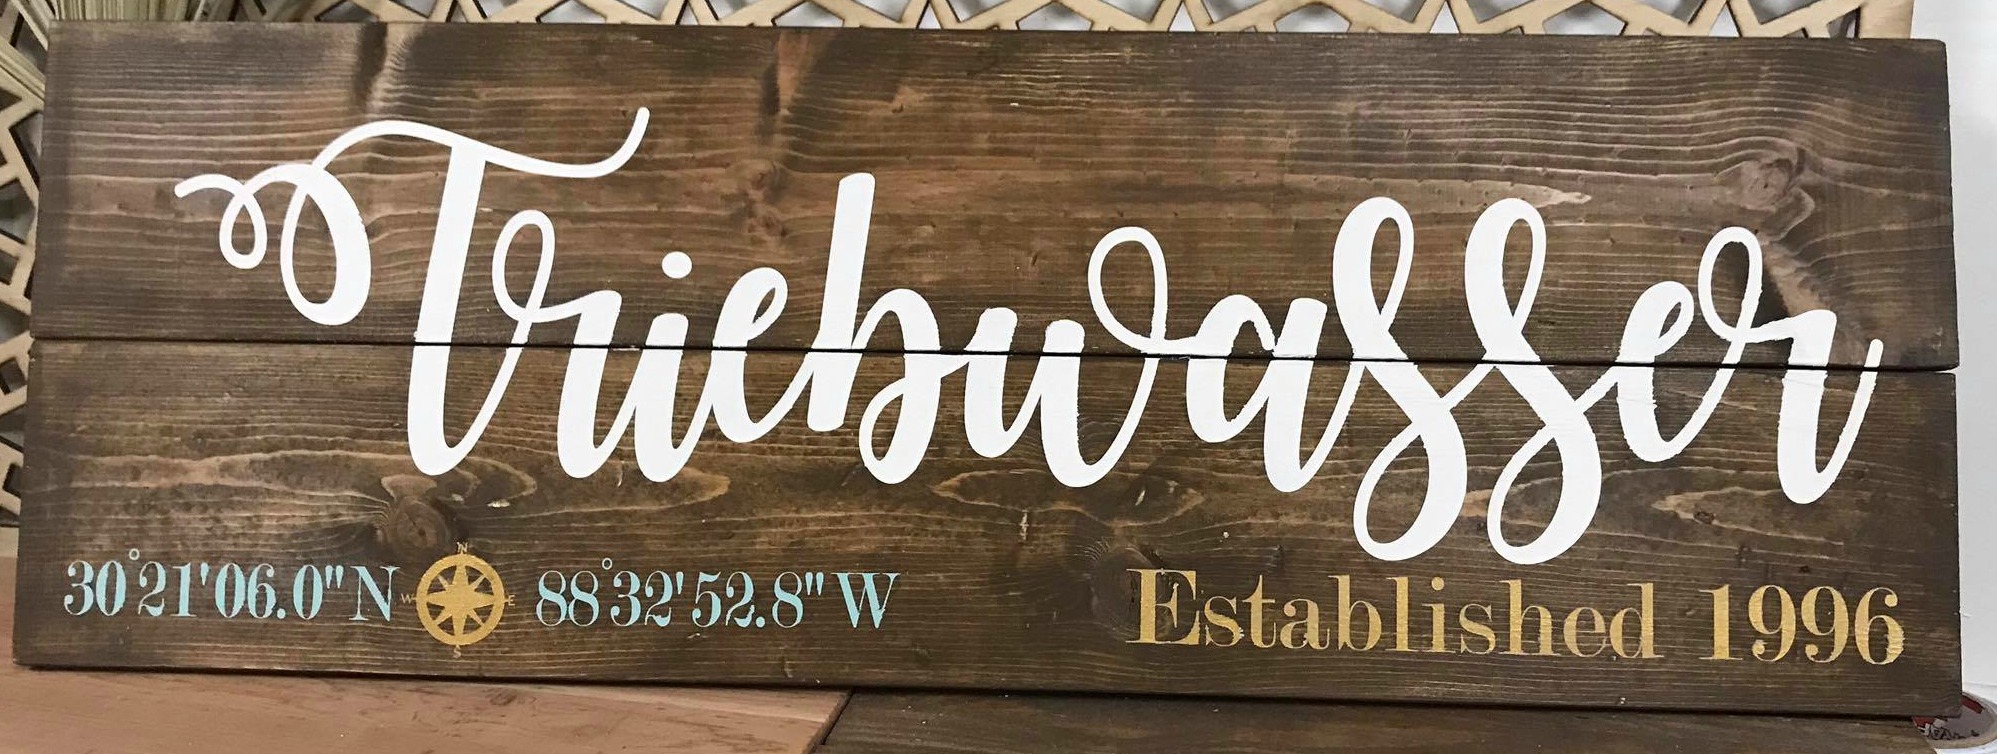 Triebwasser
30°21'06.0"N N W E S 88°32'52.8"W Established 1996